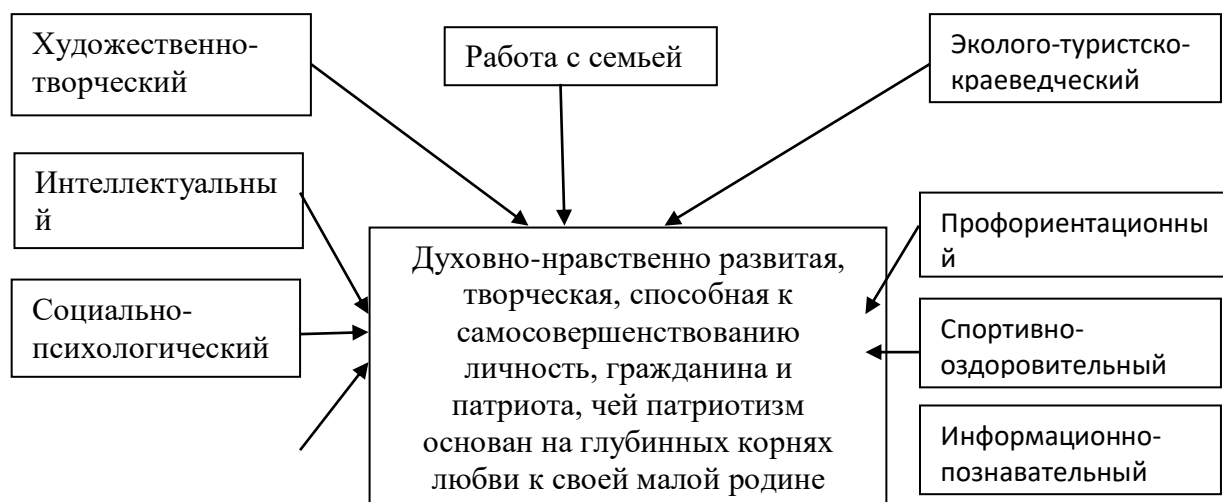 Художественно-
творческий
Работа с семьей
Эколого-туристско-
краеведческий
Интеллектуальны
й
Профориентационны
й
Социально-
психологический
Спортивно-
оздоровительный
Информационно-
познавательный
Духовно-нравственно развитая,
творческая, способная к
самосовершенствованию
личность, гражданина и
патриота, чей патриотизм
основан на глубинных корнях
любви к своей малой родине